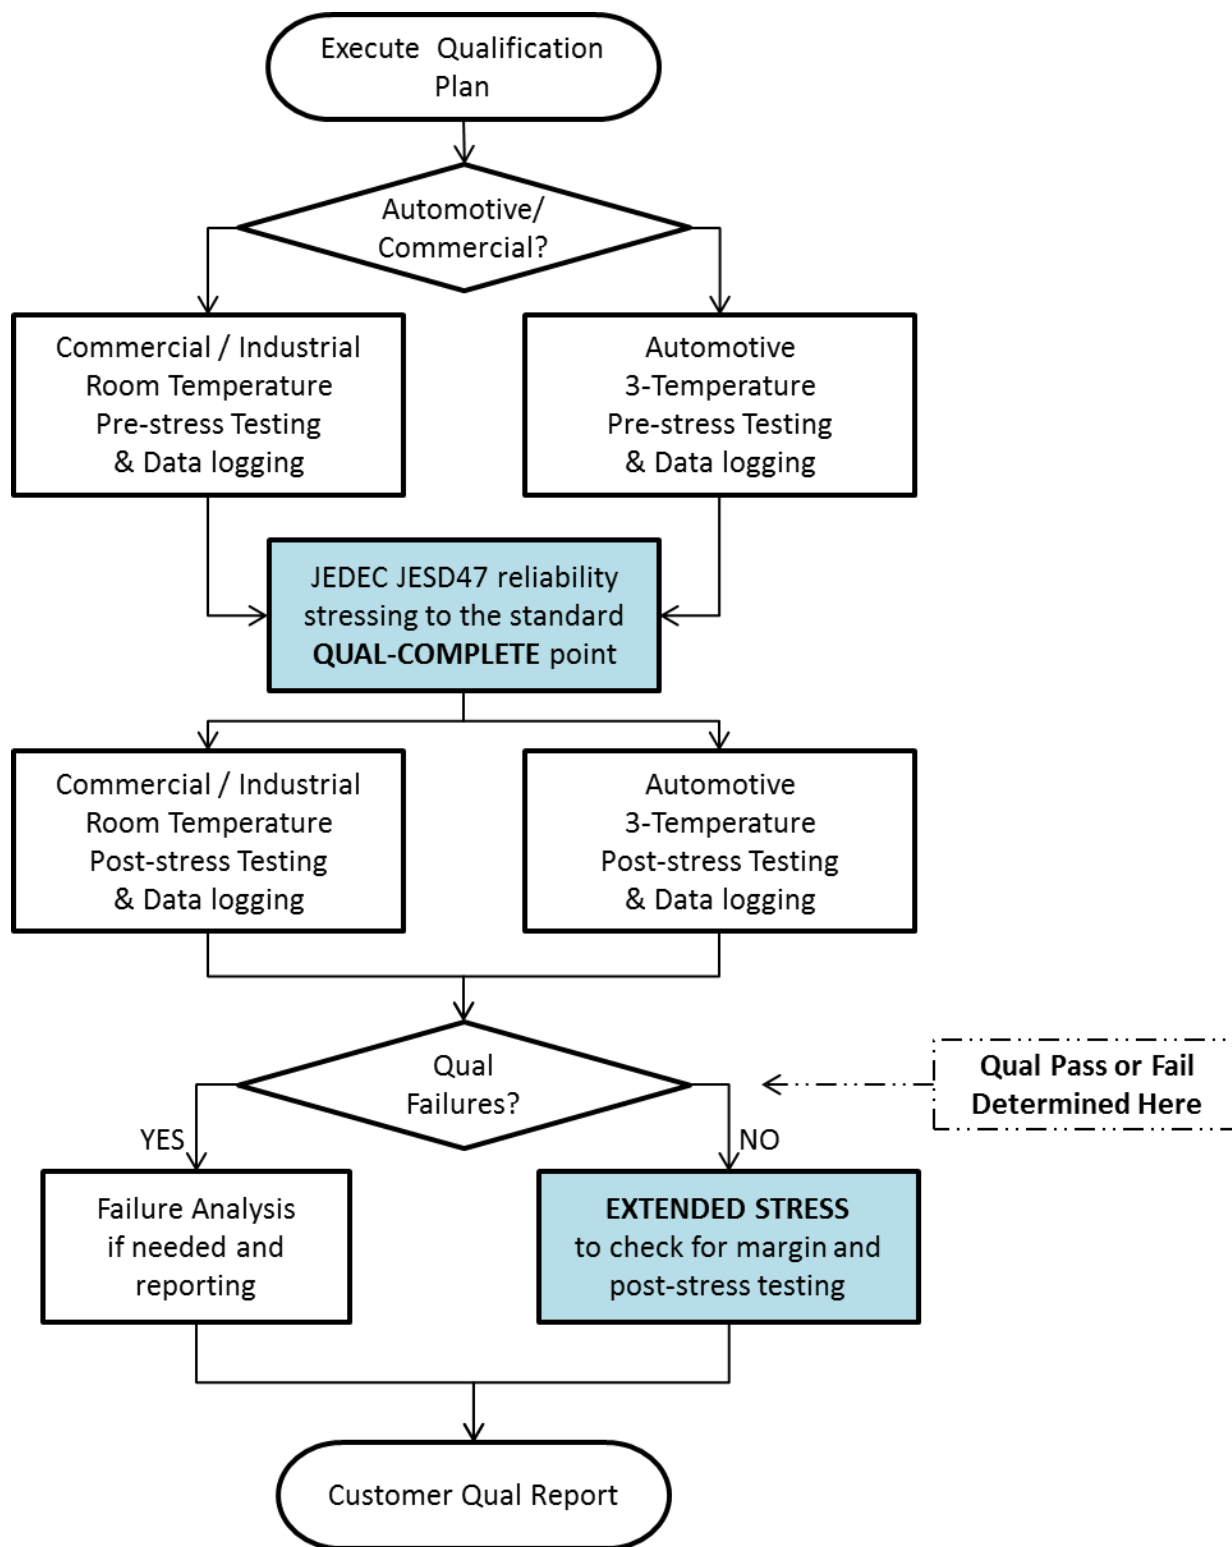 Execute Qualification
Plan
Automotive/
Commercial?
Commercial / Industrial
Room Temperature
Pre-stress Testing
& Data logging
Automotive
3-Temperature
Pre-stress Testing
& Data logging
JEDEC JESD47 reliability
stressing to the standard
QUAL-COMPLETE point
Commercial / Industrial
Room Temperature
Post-stress Testing
& Data logging
Automotive
3-Temperature
Post-stress Testing
& Data logging
Qual
Failures?
Qual Pass or Fail
Determined Here
YES
NO
Failure Analysis
if needed and
reporting
EXTENDED STRESS
to check for margin and
post-stress testing
Customer Qual Report